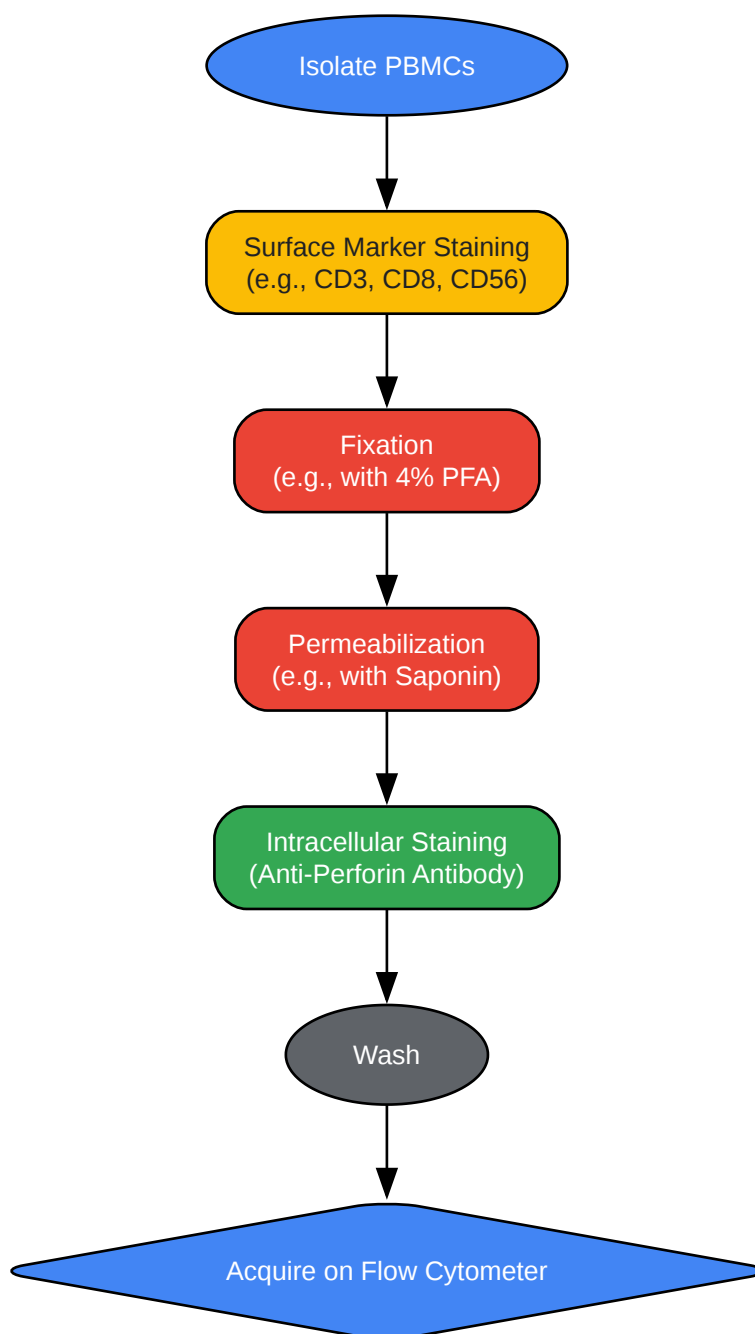 Isolate PBMCs
Surface Marker Staining
(e.g., CD3, CD8, CD56)
Fixation
(e.g., with 4% PFA)
Permeabilization
(e.g., with Saponin)
Intracellular Staining
(Anti-Perforin Antibody)
Wash
Acquire on Flow Cytometer